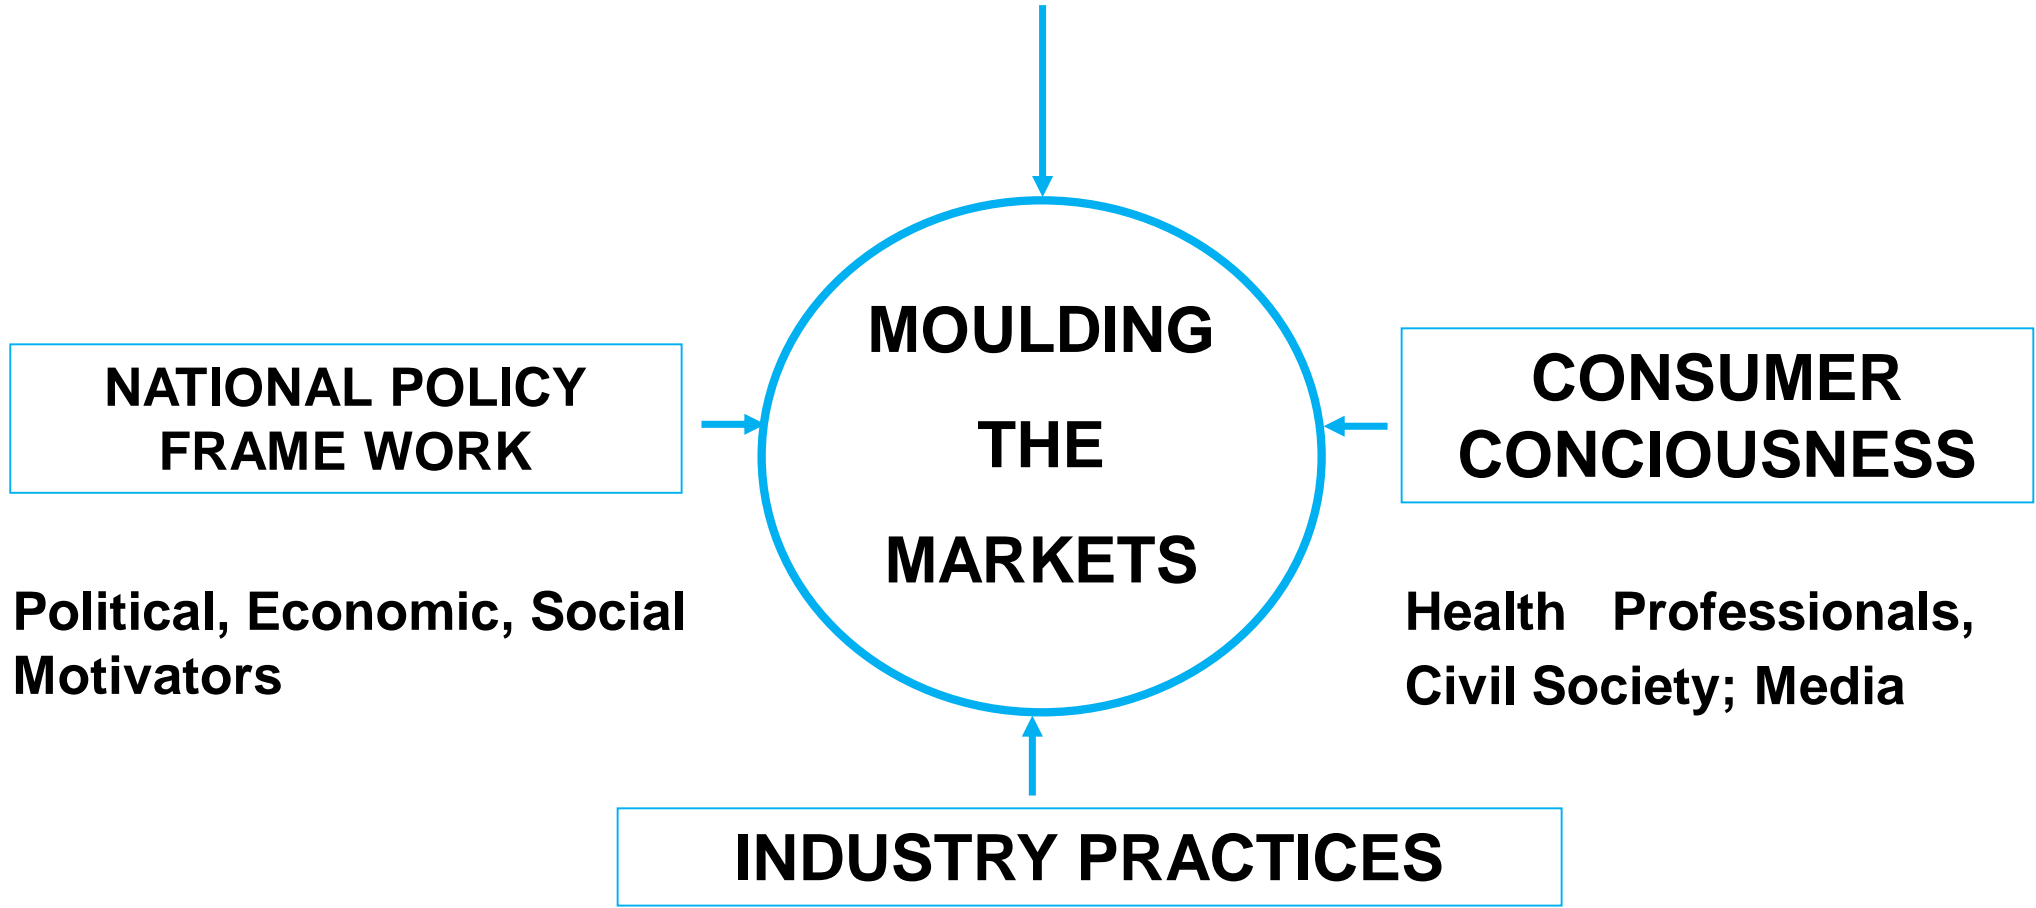 MOULDING
THE
MARKETS
NATIONAL POLICY
FRAME WORK
Political, Economic, Social
Motivators
CONSUMER
CONCIOUSNESS
Health Professionals,
Civil Society; Media
INDUSTRY PRACTICES